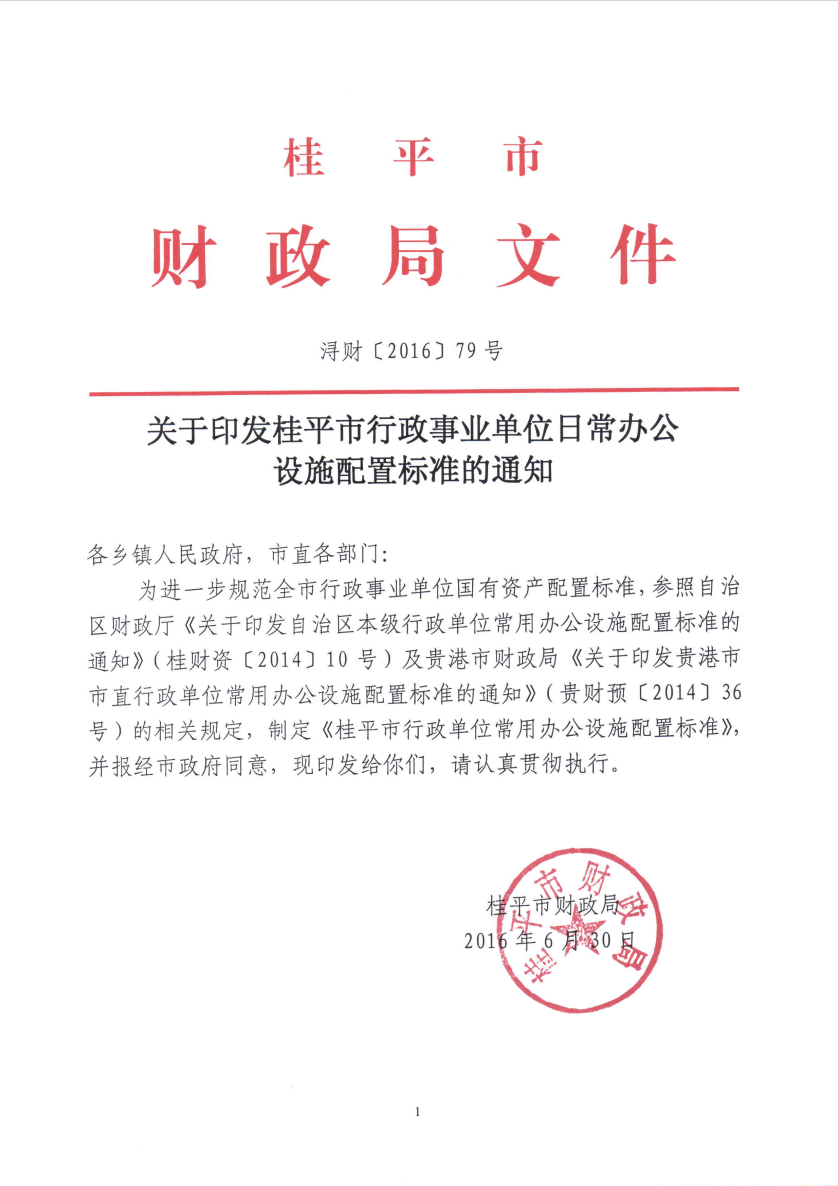 桂平市
财政局文件
浔财〔2016〕79号
关于印发桂平市行政事业单位日常办公
设施配置标准的通知
各乡镇人民政府，市直各部门：
为进一步规范全市行政事业单位国有资产配置标准，参照自治
区财政厅《关于印发自治区本级行政单位常用办公设施配置标准的
通知》（桂财资〔2014〕10号）及贵港市财政局《关于印发贵港市
市直行政单位常用办公设施配置标准的通知》（贵财预〔2014〕36
号）的相关规定，制定《桂平市行政单位常用办公设施配置标准》，
并报经市政府同意，现印发给你们，请认真贯彻执行。
桂平市财政局
2016年6月30日
桂平市财政局
1